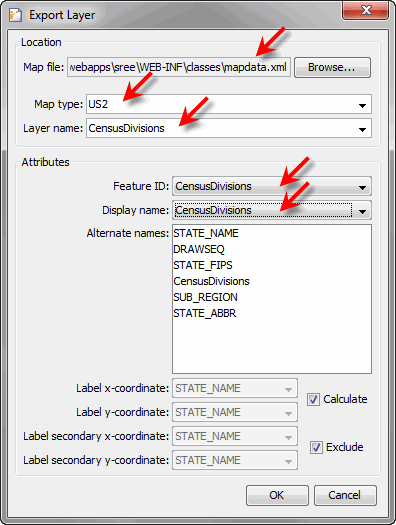 Export Layer
Location
Map file: webapps\sree\WEB-INF\classes\mapdata.xml Browse...
Map type: US2
Layer name: CensusDivisions
Attributes
Feature ID: CensusDivisions
Display name: CensusDivisions
Alternate names: STATE_NAME
DRAWSEQ
STATE_FIPS
CensusDivisions
SUB_REGION
STATE_ABBR
Label x-coordinate: STATE_NAME
Calculate
Label y-coordinate: STATE_NAME
Label secondary x-coordinate: STATE_NAME
Exclude
Label secondary y-coordinate: STATE_NAME
OK Cancel